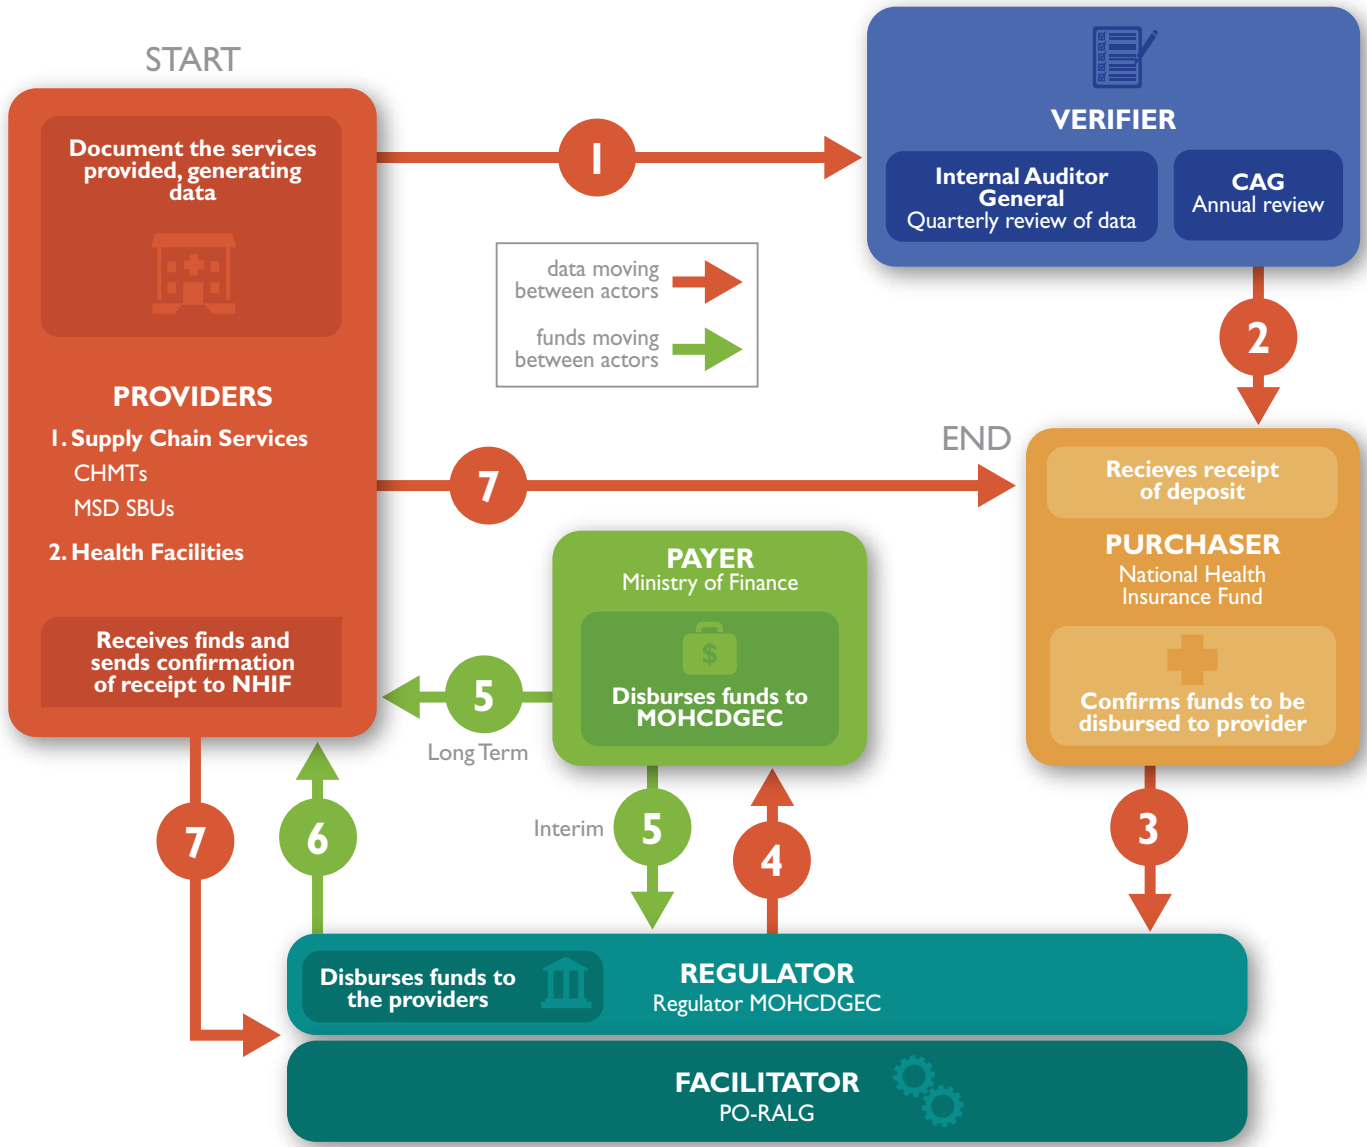 START
Document the services
provided, generating
data
PROVIDERS
1. Supply Chain Services
CHMTs
MSD SBUs
2. Health Facilities
Receives finds and
sends confirmation
of receipt to NHIF
1
VERIFIER
Internal Auditor
General
Quarterly review of data
CAG
Annual review
data moving
between actors
funds moving
between actors
2
END
7
Recieves receipt
of deposit
PURCHASER
National Health
Insurance Fund
Confirms funds to be
disbursed to provider
PAYER
Ministry of Finance
$
Disburses funds to
MOHCDGEC
5
Long Term
7
6
Interim
5
4
3
Disburses funds to
the providers
REGULATOR
Regulator MOHCDGEC
FACILITATOR
PO-RALG